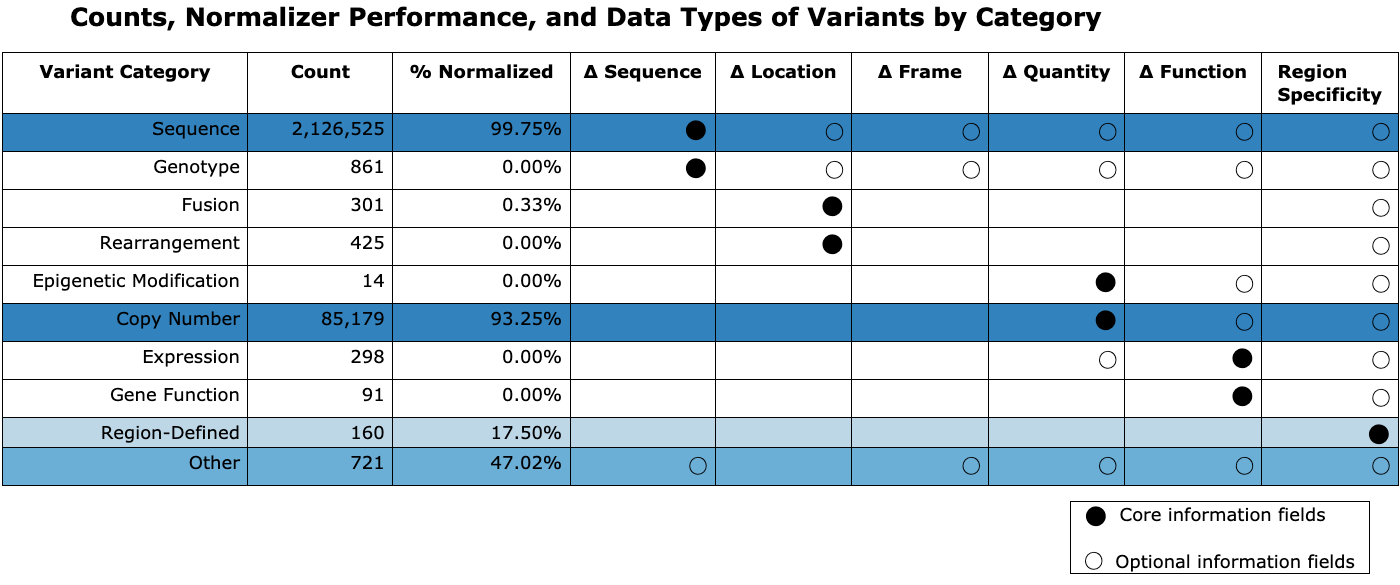 Counts, Normalizer Performance, and Data Types of Variants by Category
Variant Category Count % Normalized Δ Sequence Δ Location Δ Frame Δ Quantity Δ Function Region Specificity
Sequence 2,126,525 99.75% ● ○ ○ ○ ○ ○
Genotype 861 0.00% ● ○ ○ ○ ○ ○
Fusion 301 0.33% ● ○
Rearrangement 425 0.00% ● ○
Epigenetic Modification 14 0.00% ● ○ ○
Copy Number 85,179 93.25% ● ○ ○
Expression 298 0.00% ○ ● ○
Gene Function 91 0.00% ● ○
Region-Defined 160 17.50% ●
Other 721 47.02% ○ ○ ○ ○ ○
● Core information fields
○ Optional information fields